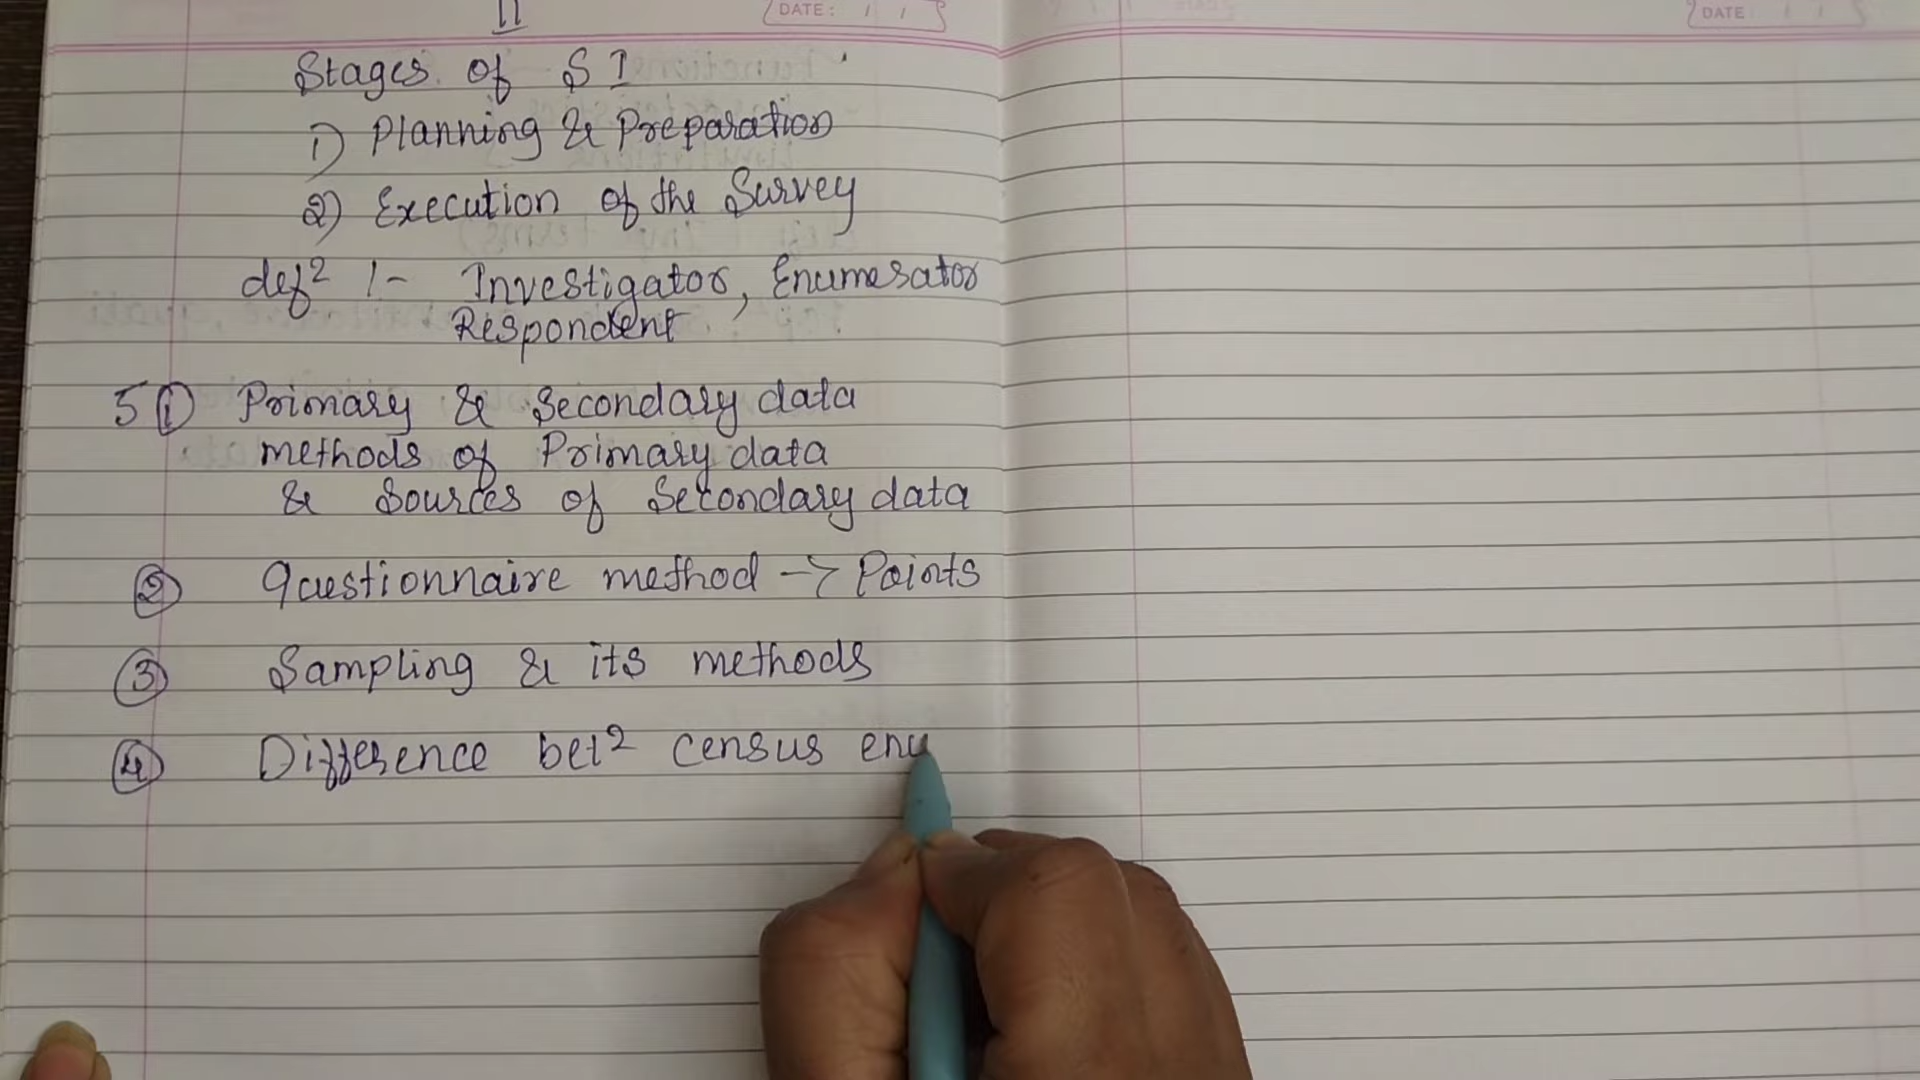 II
DATE: / /
DATE
Stages of S I
1) Planning & Preparation
2) Execution of the Survey
defn :- Investigator, Enumerator
Respondent
5 ① Primary & Secondary data
methods of Primary data
& Sources of Secondary data
② questionnaire method -> Points
③ Sampling & its methods
④ Difference betn census enu